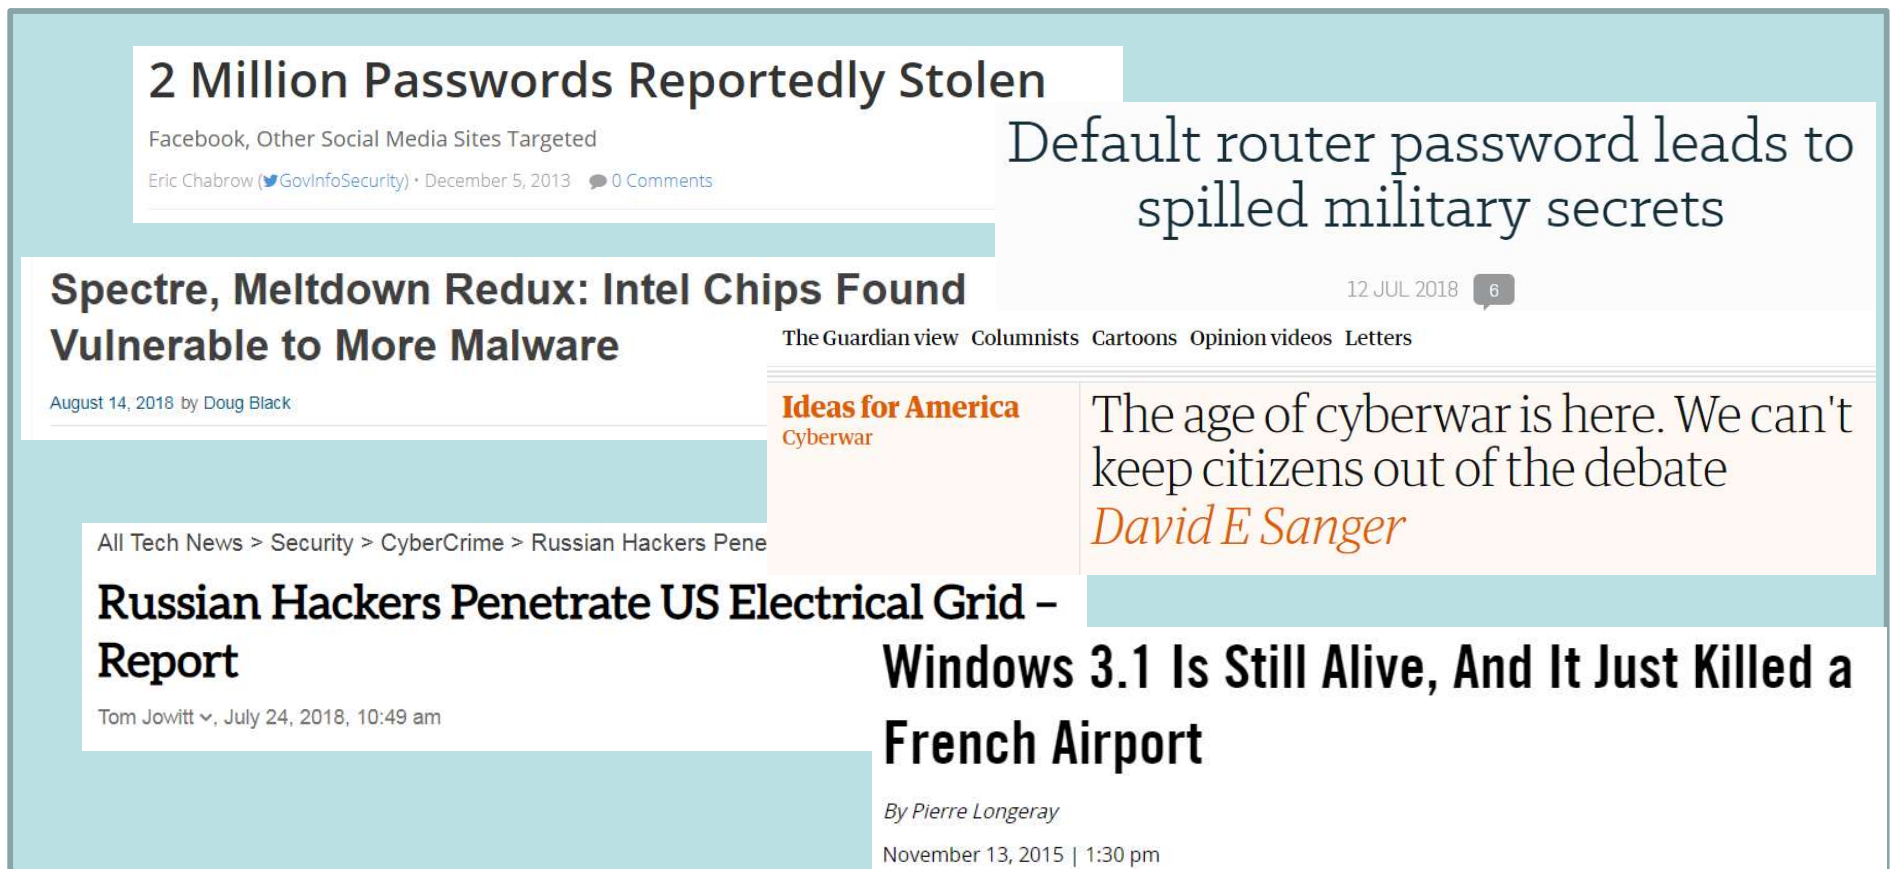 2 Million Passwords Reportedly Stolen
Facebook, Other Social Media Sites Targeted
Eric Chabrow (GovInfoSecurity) • December 5, 2013 0 Comments
Default router password leads to
spilled military secrets
12 JUL 2018 6
Spectre, Meltdown Redux: Intel Chips Found
Vulnerable to More Malware
August 14, 2018 by Doug Black
The Guardian view Columnists Cartoons Opinion videos Letters
Ideas for America
Cyberwar
The age of cyberwar is here. We can't
keep citizens out of the debate
David E Sanger
All Tech News > Security > CyberCrime > Russian Hackers Pene
Russian Hackers Penetrate US Electrical Grid –
Report
Tom Jowitt, July 24, 2018, 10:49 am
Windows 3.1 Is Still Alive, And It Just Killed a
French Airport
By Pierre Longeray
November 13, 2015 | 1:30 pm